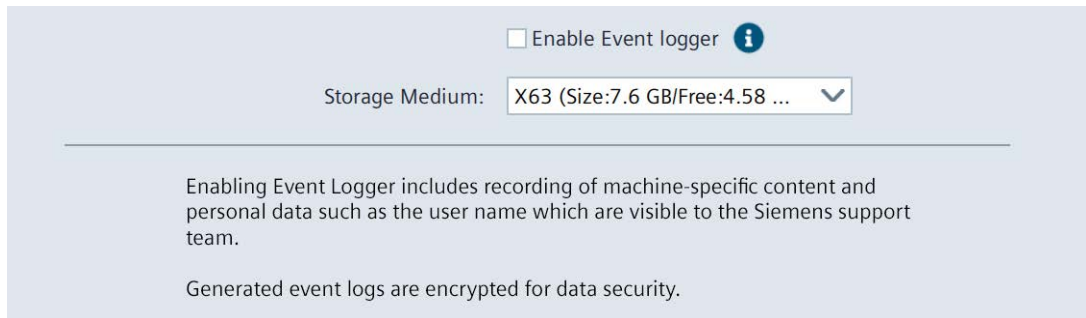 Enable Event logger
Storage Medium: X63 (Size:7.6 GB/Free:4.58 ...
Enabling Event Logger includes recording of machine-specific content and
personal data such as the user name which are visible to the Siemens support
team.
Generated event logs are encrypted for data security.